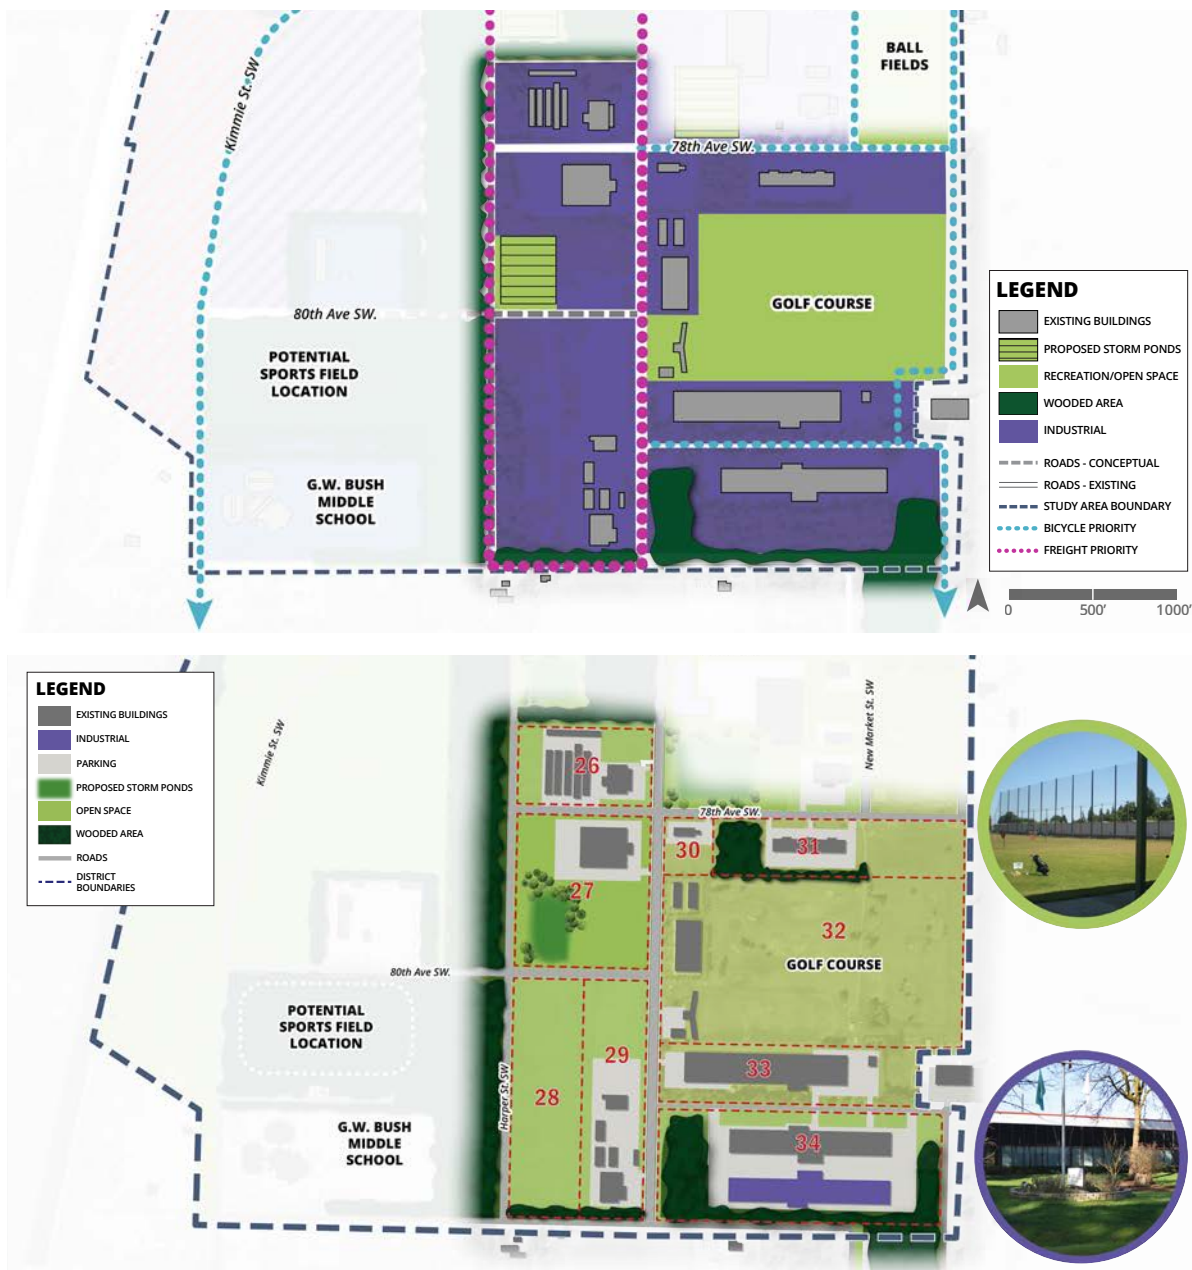 Kimmie St. SW
BALL
FIELDS
78th Ave SW.
GOLF COURSE
80th Ave SW.
POTENTIAL
SPORTS FIELD
LOCATION
G.W. BUSH
MIDDLE
SCHOOL
LEGEND
EXISTING BUILDINGS
PROPOSED STORM PONDS
RECREATION/OPEN SPACE
WOODED AREA
INDUSTRIAL
ROADS - CONCEPTUAL
ROADS - EXISTING
STUDY AREA BOUNDARY
BICYCLE PRIORITY
FREIGHT PRIORITY
0 500' 1000'
LEGEND
EXISTING BUILDINGS
INDUSTRIAL
PARKING
PROPOSED STORM PONDS
OPEN SPACE
WOODED AREA
ROADS
DISTRICT
BOUNDARIES
Kimmie St. SW
New Market St. SW
26
78th Ave SW.
30
31
27
32
GOLF COURSE
80th Ave SW.
POTENTIAL
SPORTS FIELD
LOCATION
29
33
28
Harper St. SW
G.W. BUSH
MIDDLE
SCHOOL
34